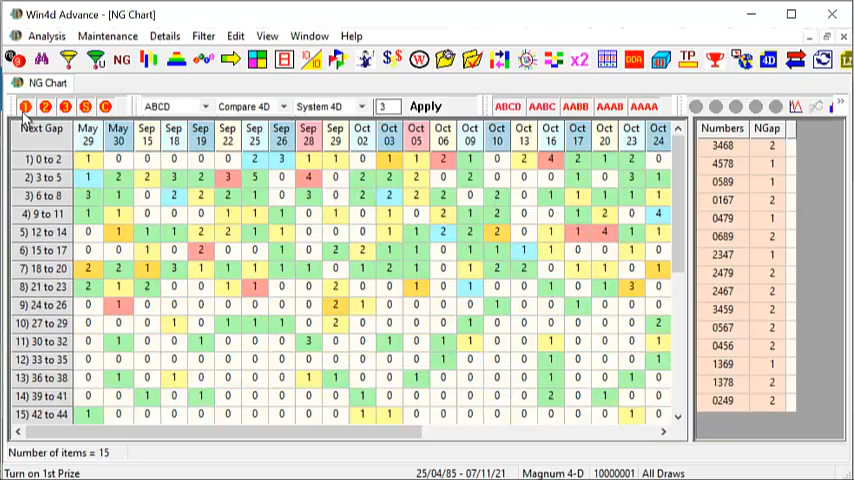 Win4d Advance - [NG Chart]
Analysis Maintenance Details Filter Edit View Window Help
NG 10/10 $$ W x2 DDA 4D TP 4D
NG Chart
1 2 3 S C ABCD Compare 4D System 4D 3 Apply ABCD AABC AABB AAAB AAAA
Next Gap May 29 May 30 Sep 15 Sep 18 Sep 19 Sep 22 Sep 25 Sep 26 Sep 28 Sep 29 Oct 02 Oct 03 Oct 05 Oct 06 Oct 09 Oct 10 Oct 13 Oct 16 Oct 17 Oct 20 Oct 23 Oct 24
1) 0 to 2 1 0 0 0 0 0 2 3 1 1 0 1 1 2 1 0 2 4 2 1 2 0
2) 3 to 5 1 2 2 3 2 3 5 0 4 0 2 2 2 0 2 0 0 0 1 0 3 1
3) 6 to 8 3 1 0 2 2 2 1 0 3 0 2 2 2 1 2 0 1 1 1 1 1
4) 9 to 11 1 1 0 0 0 1 1 1 0 1 0 1 0 1 1 0 0 0 1 2 0 4
5) 12 to 14 0 1 1 1 2 2 1 1 0 0 0 1 1 2 2 2 0 1 1 4 1 1
6) 15 to 17 0 0 1 0 2 0 0 1 0 2 2 1 1 0 1 1 1 1 0 0 1 0
7) 18 to 20 2 2 1 3 1 1 1 1 1 0 1 2 1 0 1 2 2 0 1 1 0 1
8) 21 to 23 2 1 2 0 0 1 1 0 0 2 0 0 1 0 1 0 0 1 0 1 3 0
9) 24 to 26 0 1 0 0 0 0 0 0 0 2 1 0 0 0 0 1 0 0 1 0 0 0
10) 27 to 29 0 0 0 1 0 1 1 1 0 2 0 0 0 0 1 0 0 0 0 0 0 2
11) 30 to 32 0 1 0 0 1 0 0 0 3 0 0 1 0 1 1 0 0 1 0 0 0 1
12) 33 to 35 0 0 0 0 0 0 0 0 0 0 0 0 0 1 0 0 0 1 0 0 0 1
13) 36 to 38 0 1 0 1 0 0 0 0 1 1 0 0 1 0 0 0 0 1 0 0 1 0
14) 39 to 41 0 0 1 0 1 0 0 0 0 0 1 0 0 0 0 0 0 2 0 1 0 0
15) 42 to 44 1 0 0 0 0 0 0 0 0 0 1 1 0 0 0 0 0 0 0 0 1 0
Numbers NGap
3468 2
4578 1
0589 1
0167 2
0479 1
0689 2
2347 1
2479 2
2467 2
3459 2
0567 2
0456 2
1369 1
1378 2
0249 2
Number of items = 15
Turn on 1st Prize 25/04/85 - 07/11/21 Magnum 4-D 10000001 All Draws